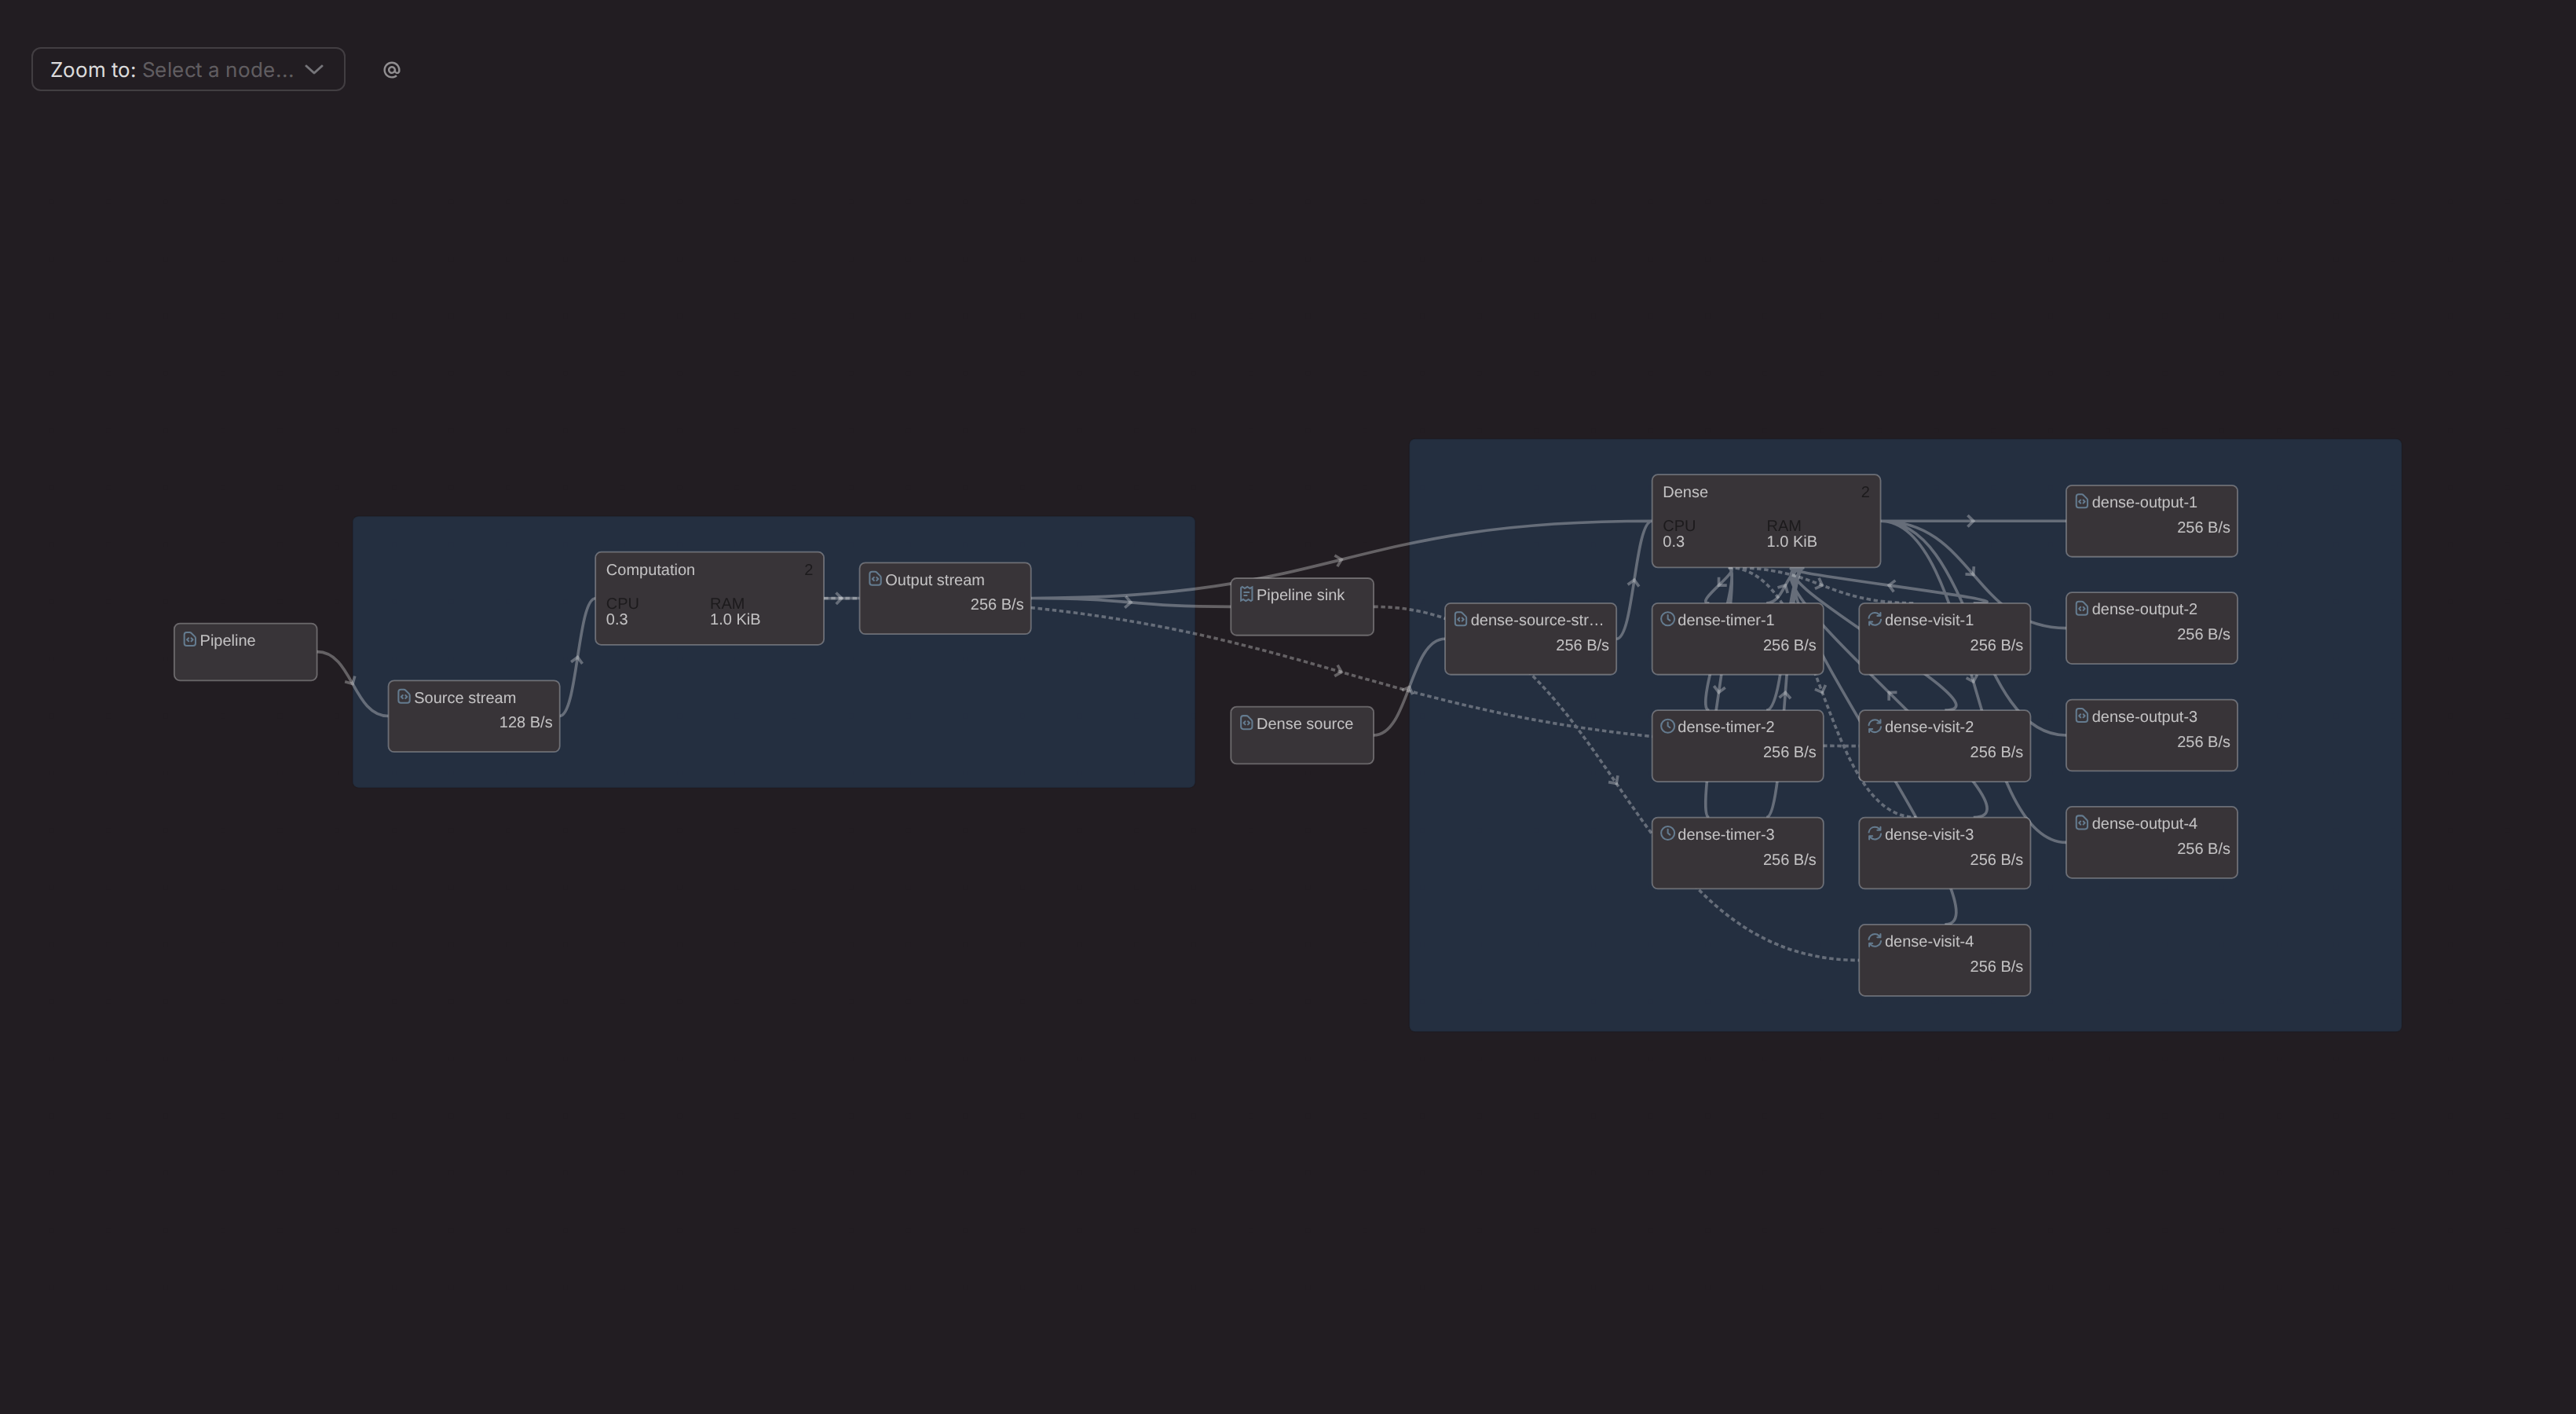 Zoom to: Select a node...
@
Pipeline
Source stream
128 B/s
Computation 2
CPU RAM
0.3 1.0 KiB
Output stream
256 B/s
Pipeline sink
Dense source
dense-source-str...
256 B/s
Dense 2
CPU RAM
0.3 1.0 KiB
dense-timer-1
256 B/s
dense-timer-2
256 B/s
dense-timer-3
256 B/s
dense-visit-1
256 B/s
dense-visit-2
256 B/s
dense-visit-3
256 B/s
dense-visit-4
256 B/s
dense-output-1
256 B/s
dense-output-2
256 B/s
dense-output-3
256 B/s
dense-output-4
256 B/s